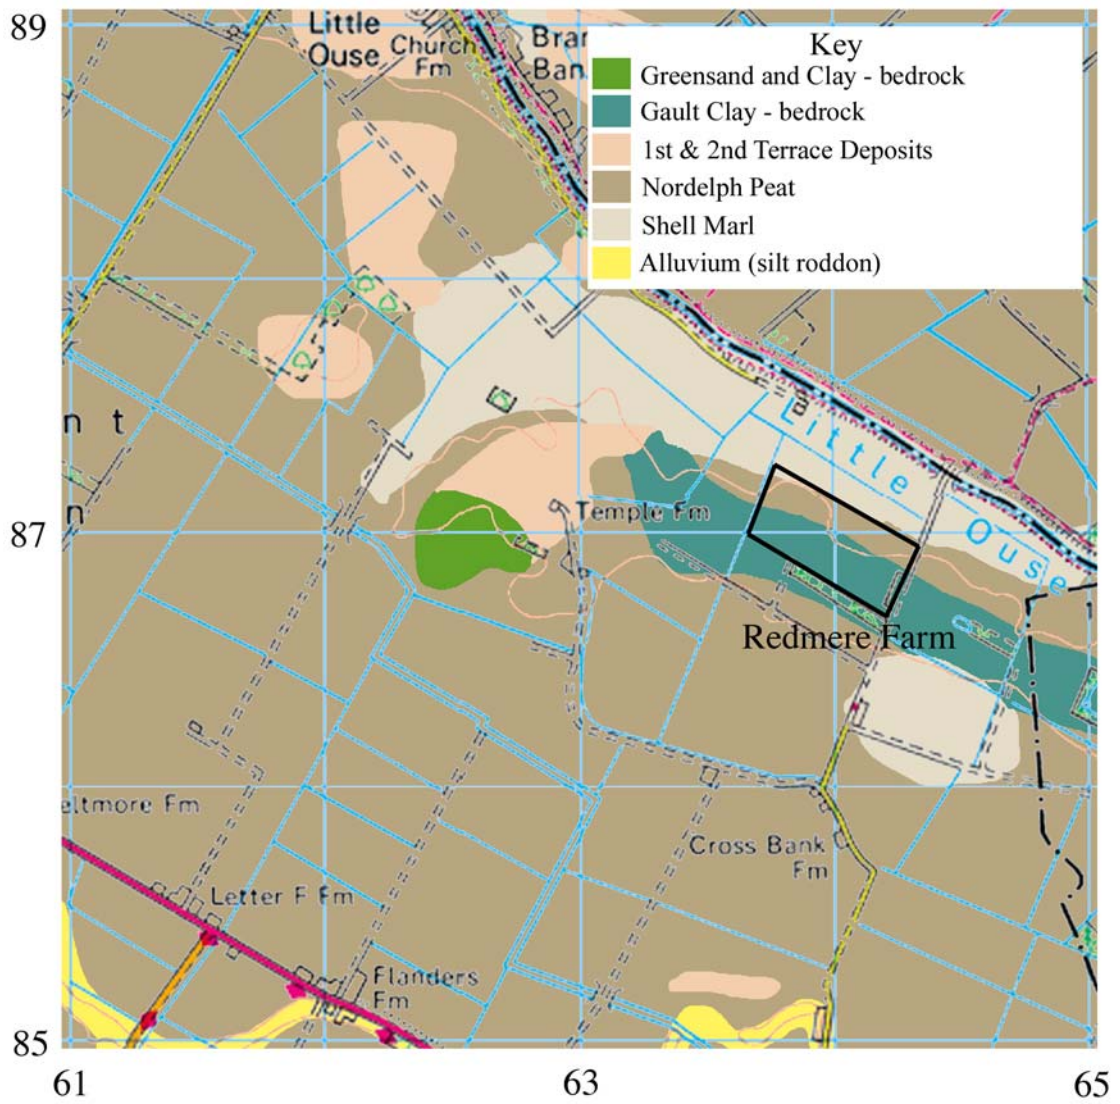 89
Little
Ouse
Church
Fm
Bran
Ban
Key
Greensand and Clay - bedrock
Gault Clay - bedrock
1st & 2nd Terrace Deposits
Nordelph Peat
Shell Marl
Alluvium (silt roddon)
n t
n
Little
Ouse
87
Temple Fm
Redmere Farm
eltmore Fm
Cross Bank
Fm
Letter F Fm
Flanders
Fm
85
61
63
65